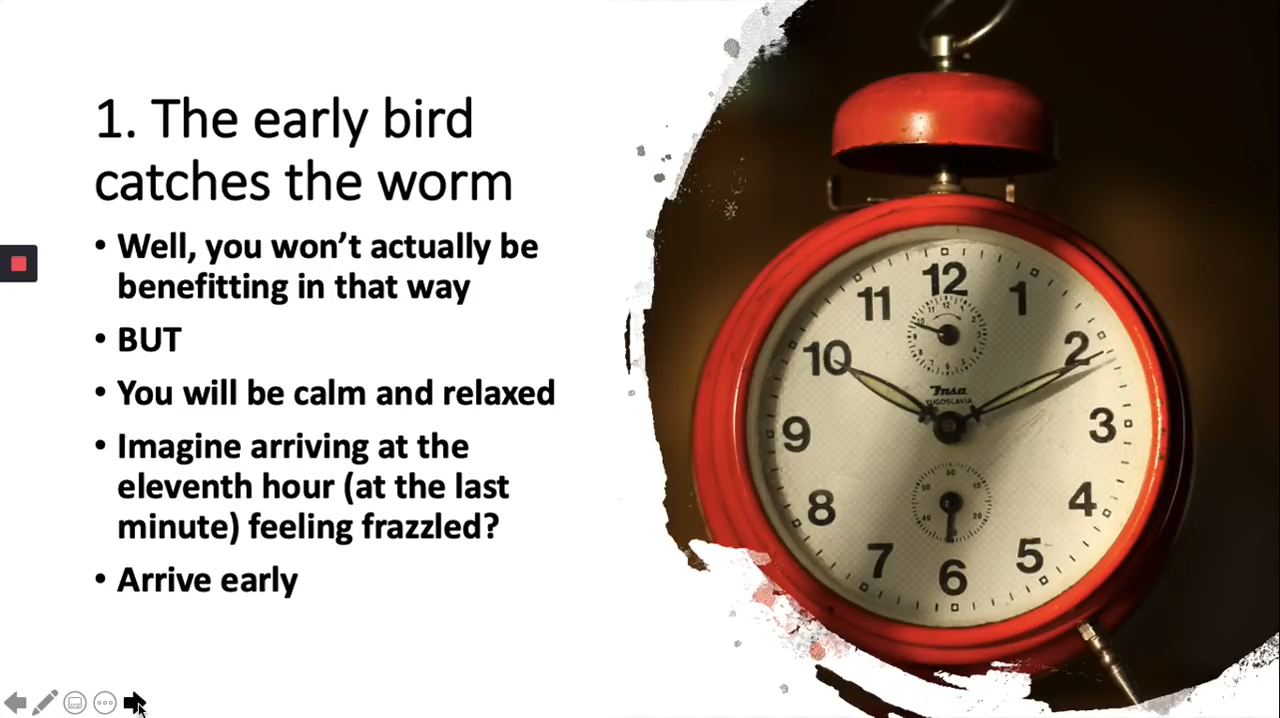 1. The early bird
catches the worm
• Well, you won’t actually be
benefitting in that way
• BUT
• You will be calm and relaxed
• Imagine arriving at the
eleventh hour (at the last
minute) feeling frazzled?
• Arrive early
12
1
2
3
4
5
6
7
8
9
10
11
Insa
YUGOSLAVIA